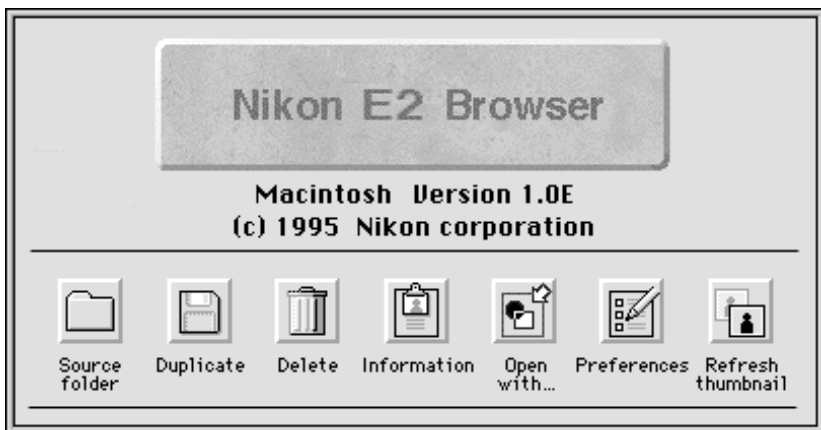 Nikon E2 Browser
Macintosh Version 1.0E
(c) 1995 Nikon corporation
Source folder
Duplicate
Delete
Information
Open with...
Preferences
Refresh thumbnail